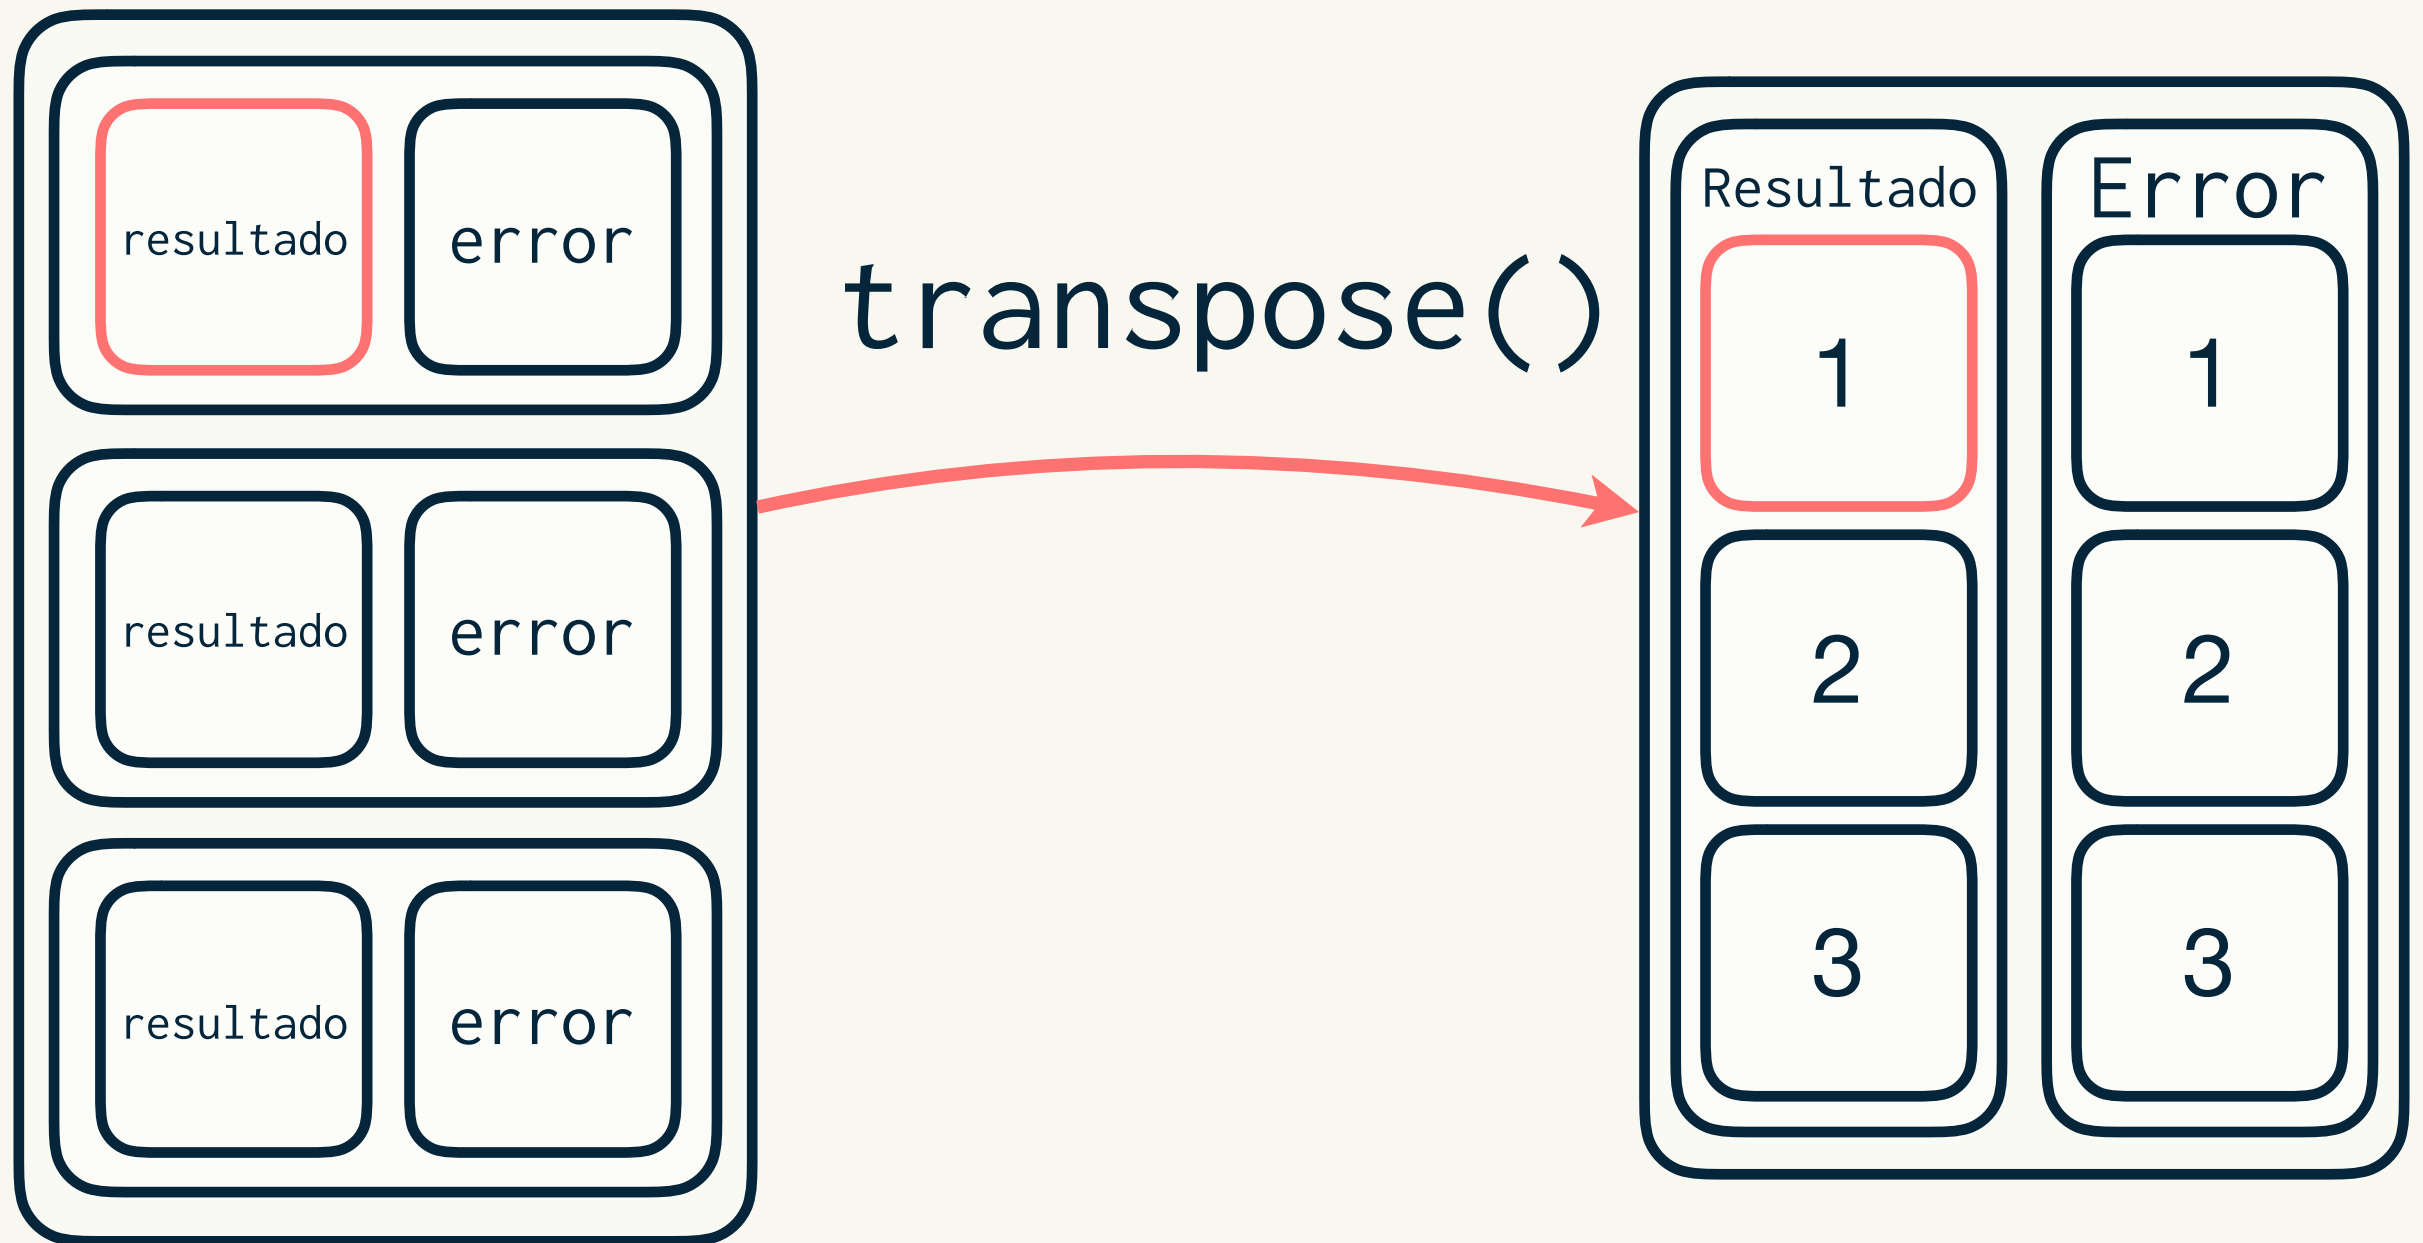 resultado
error
resultado
error
resultado
error
transpose()
Resultado
Error
1
1
2
2
3
3